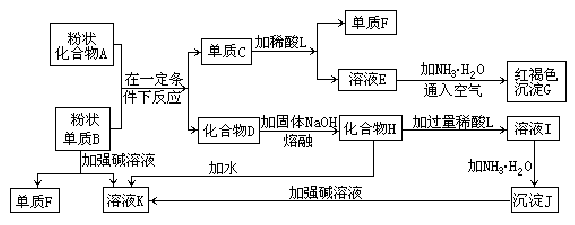 粉状
化合物A
粉状
单质B
在一定条
件下反应
单质C
加稀酸L
单质F
溶液E
加NH₃·H₂O
通入空气
红褐色
沉淀G
化合物D
加固体NaOH
熔融
化合物H
加过量稀酸L
溶液I
加强碱溶液
加水
加NH₃·H₂O
单质F
溶液K
加强碱溶液
沉淀J